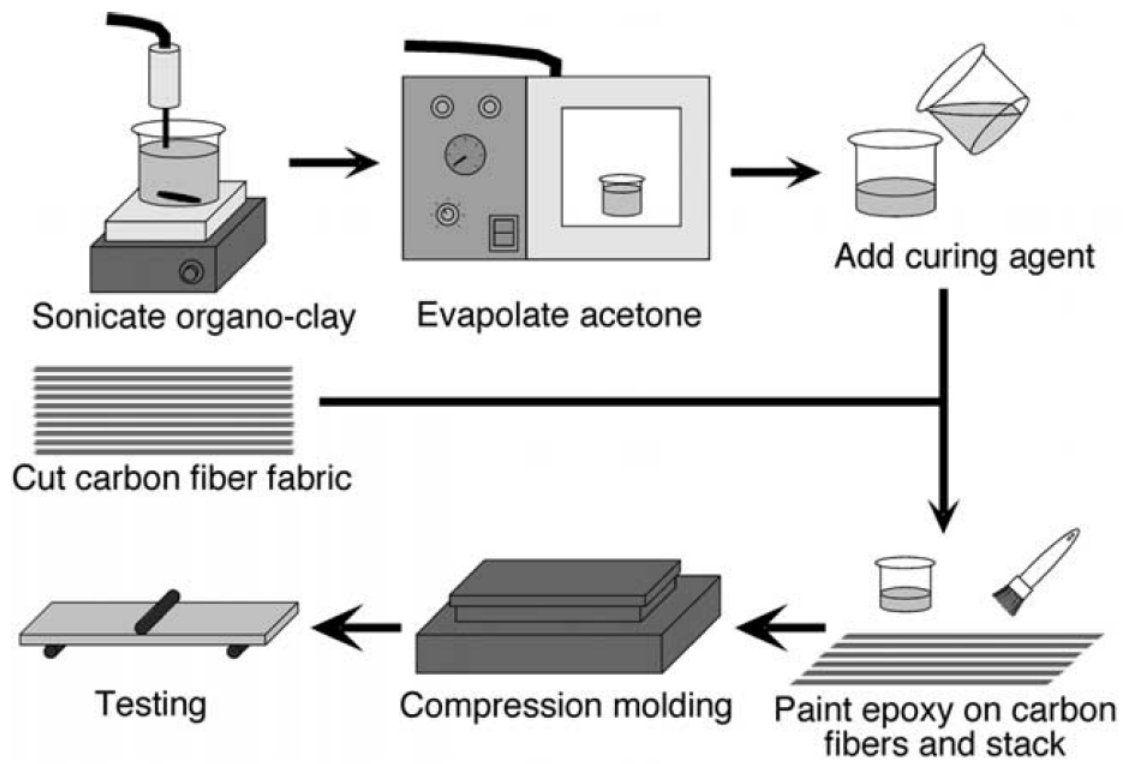 Sonicate organo-clay
Evapolate acetone
Add curing agent
Cut carbon fiber fabric
Testing
Compression molding
Paint epoxy on carbon
fibers and stack